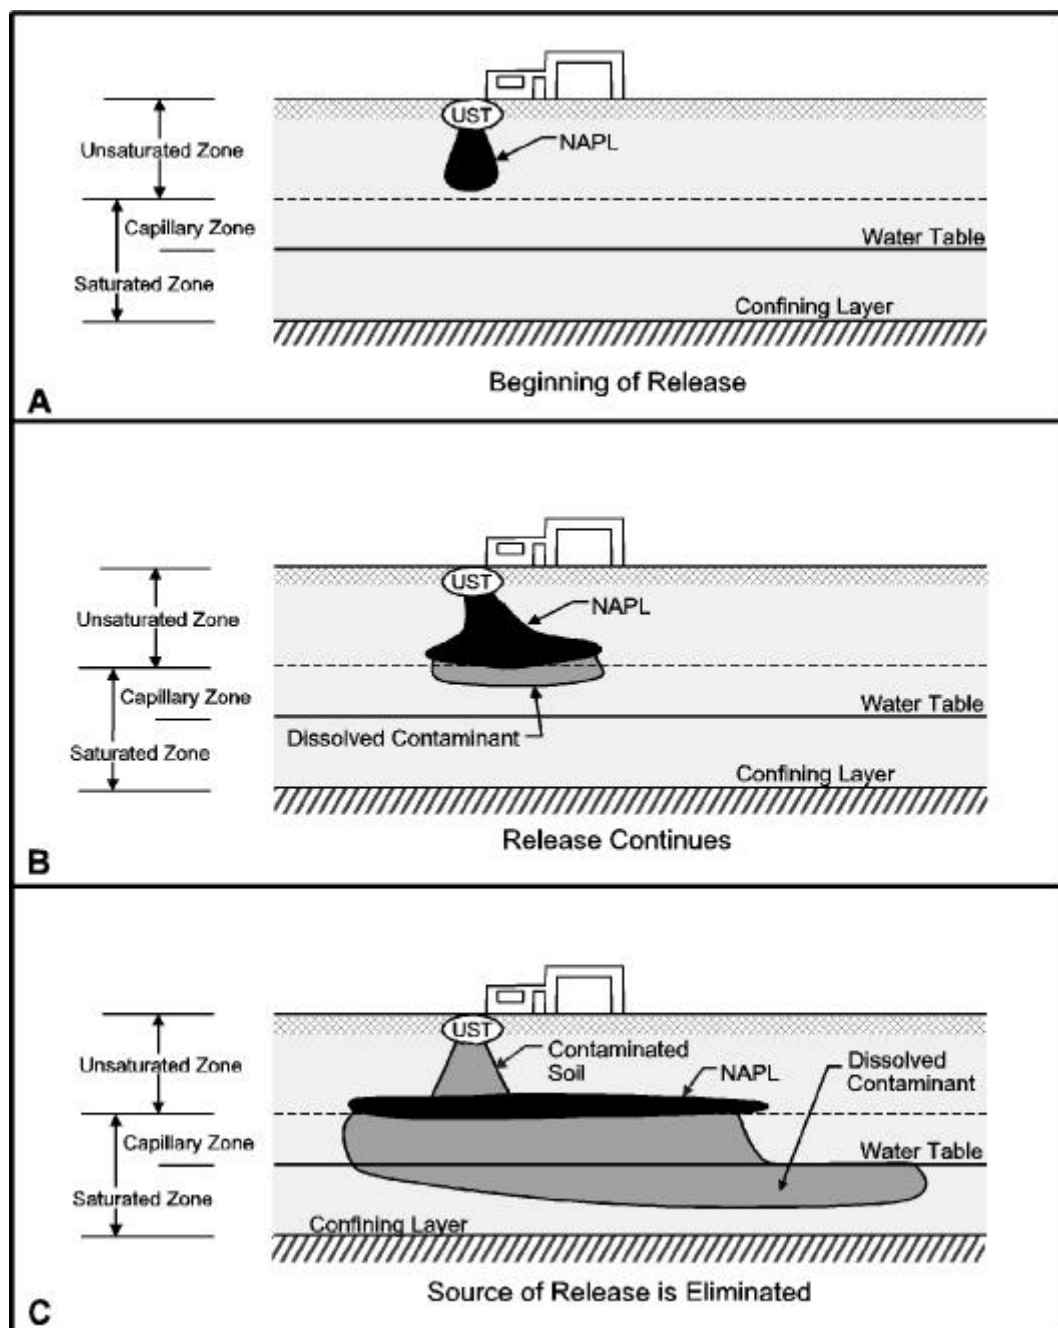 UST
NAPL
Unsaturated Zone
Capillary Zone
Water Table
Saturated Zone
Confining Layer
Beginning of Release
A
UST
NAPL
Unsaturated Zone
Capillary Zone
Water Table
Dissolved Contaminant
Saturated Zone
Confining Layer
Release Continues
B
UST
Contaminated
Soil
Dissolved
Contaminant
Unsaturated Zone
NAPL
Capillary Zone
Water Table
Saturated Zone
Confining Layer
Source of Release is Eliminated
C